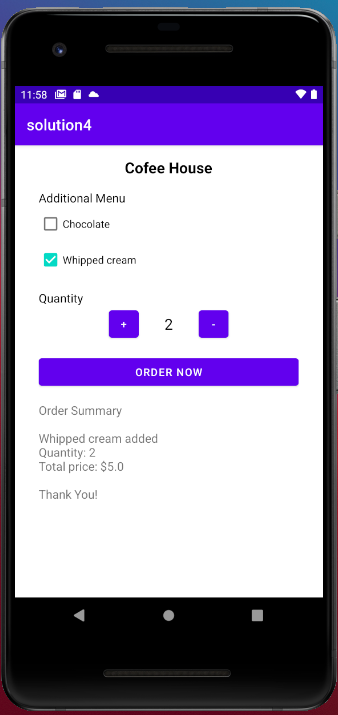 11:58
solution4
Cofee House
Additional Menu
Chocolate
Whipped cream
Quantity
+ 2 -
ORDER NOW
Order Summary
Whipped cream added
Quantity: 2
Total price: $5.0
Thank You!